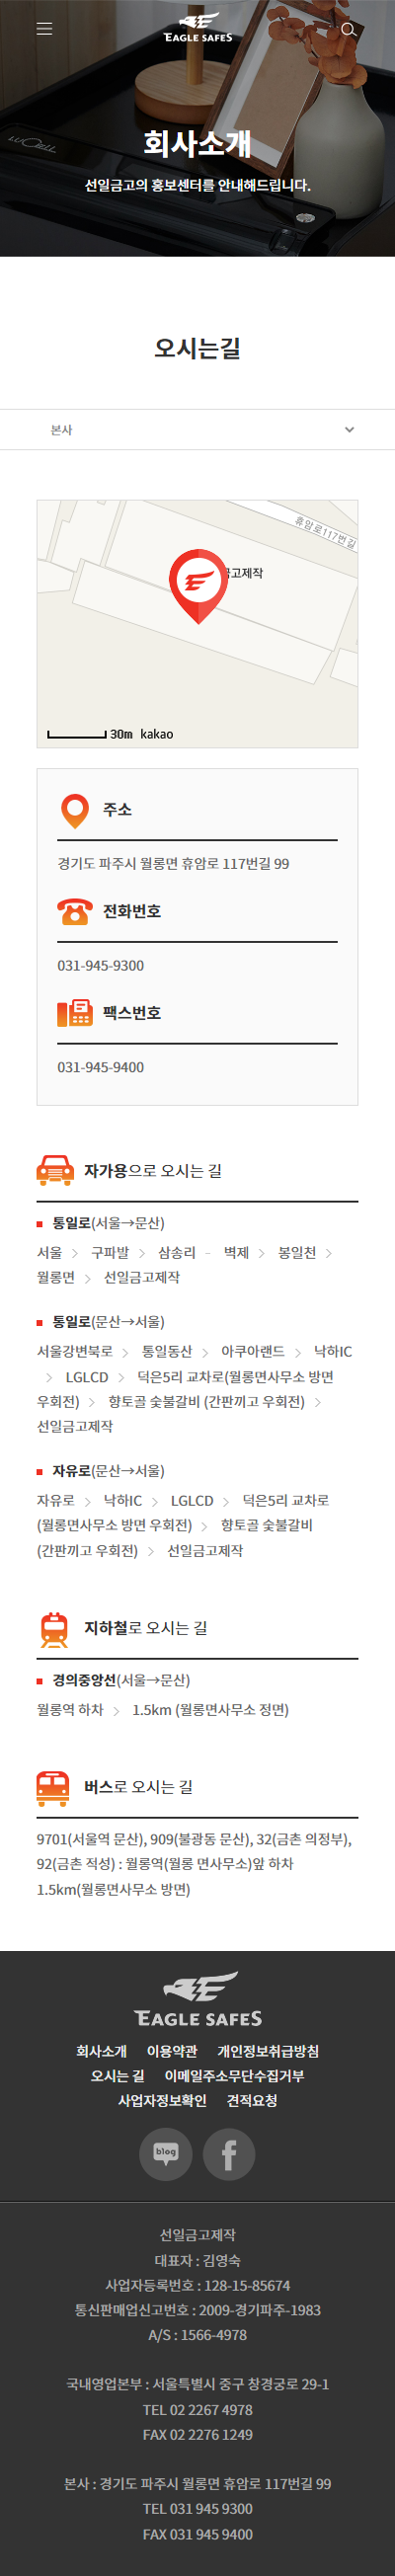 EAGLE SAFES
LUCELL
회사소개
선일금고의 홍보센터를 안내해드립니다.
오시는길
본사
휴암로117번길
금고제작
30m kakao
주소
경기도 파주시 월롱면 휴암로 117번길 99
전화번호
031-945-9300
팩스번호
031-945-9400
자가용으로 오시는 길
통일로(서울→문산)
서울 > 구파발 > 삼송리 – 벽제 > 봉일천 >
월롱면 > 선일금고제작
통일로(문산→서울)
서울강변북로 > 통일동산 > 아쿠아랜드 > 낙하IC
> LGLCD > 덕은5리 교차로(월롱면사무소 방면
우회전) > 향토골 숯불갈비 (간판끼고 우회전) >
선일금고제작
자유로(문산→서울)
자유로 > 낙하IC > LGLCD > 덕은5리 교차로
(월롱면사무소 방면 우회전) > 향토골 숯불갈비
(간판끼고 우회전) > 선일금고제작
지하철로 오시는 길
경의중앙선(서울→문산)
월롱역 하차 > 1.5km (월롱면사무소 정면)
버스로 오시는 길
9701(서울역 문산), 909(불광동 문산), 32(금촌 의정부),
92(금촌 적성) : 월롱역(월롱 면사무소)앞 하차
1.5km(월롱면사무소 방면)
EAGLE SAFES
회사소개 이용약관 개인정보취급방침
오시는 길 이메일주소무단수집거부
사업자정보확인 견적요청
blog f
선일금고제작
대표자 : 김영숙
사업자등록번호 : 128-15-85674
통신판매업신고번호 : 2009-경기파주-1983
A/S : 1566-4978
국내영업본부 : 서울특별시 중구 창경궁로 29-1
TEL 02 2267 4978
FAX 02 2276 1249
본사 : 경기도 파주시 월롱면 휴암로 117번길 99
TEL 031 945 9300
FAX 031 945 9400